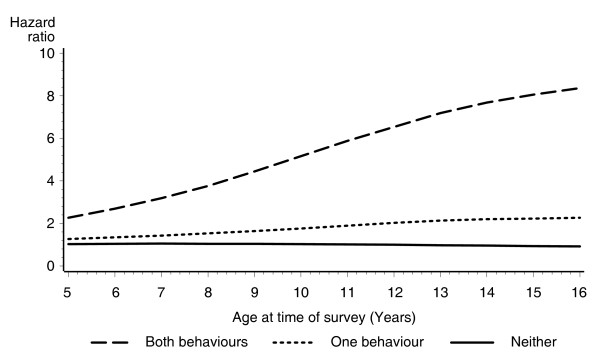 Hazard
ratio
10
8
6
4
2
0
5 6 7 8 9 10 11 12 13 14 15 16
Age at time of survey (Years)
Both behaviours One behaviour Neither